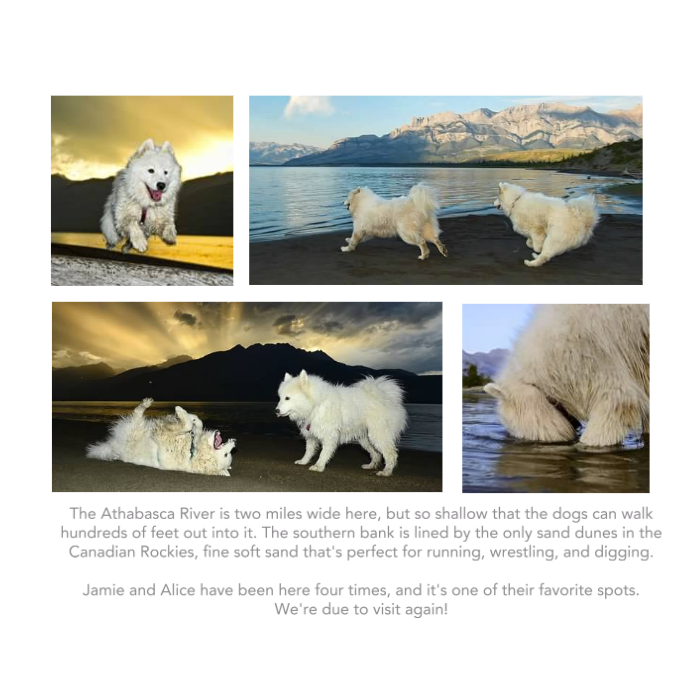 The Athabasca River is two miles wide here, but so shallow that the dogs can walk
hundreds of feet out into it. The southern bank is lined by the only sand dunes in the
Canadian Rockies, fine soft sand that's perfect for running, wrestling, and digging.
Jamie and Alice have been here four times, and it's one of their favorite spots.
We're due to visit again!